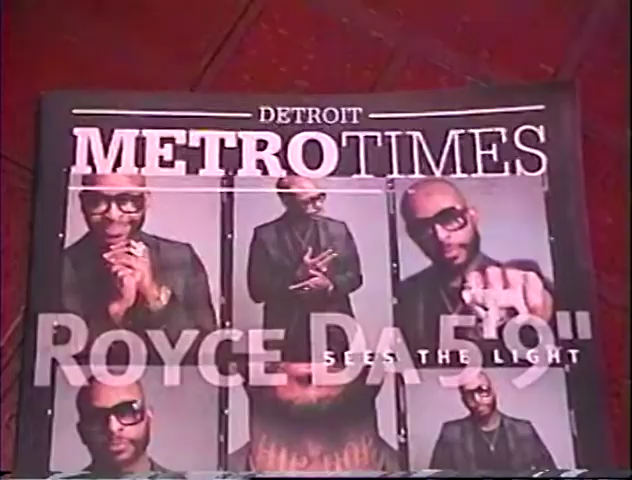 DETROIT
METROTIMES
ROYCE DA 5'9"
SEES THE LIGHT